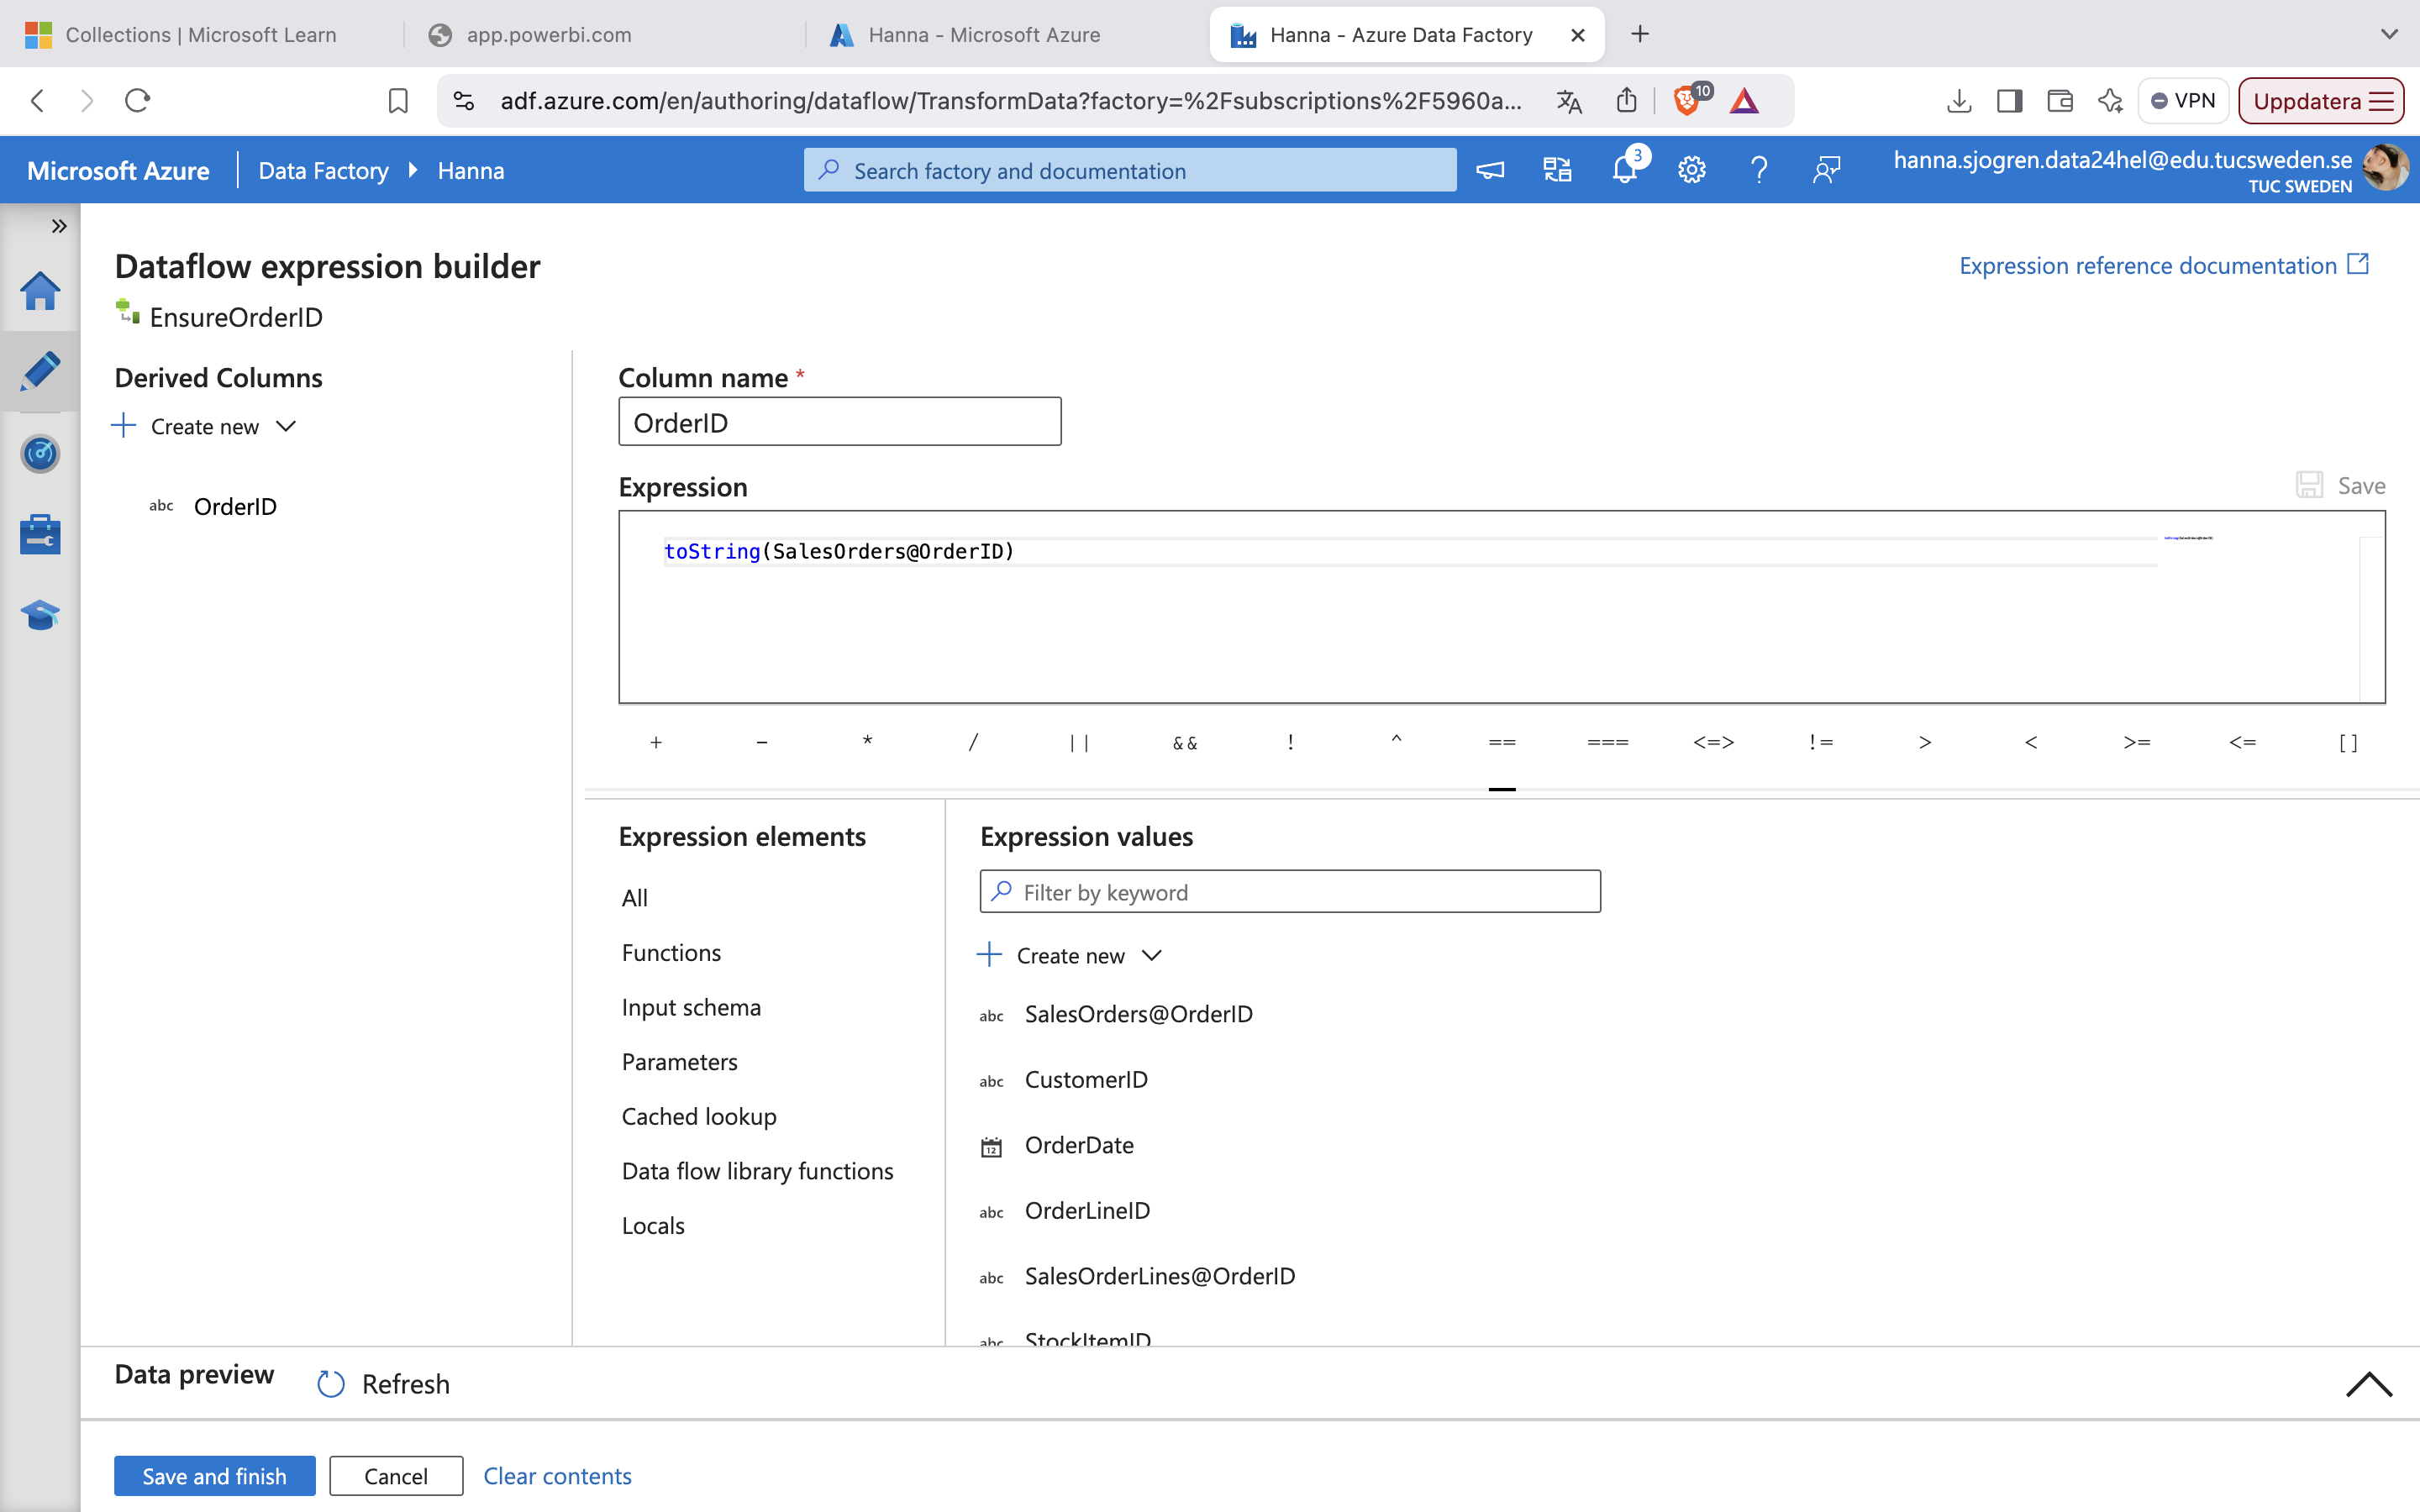 Collections | Microsoft Learn
app.powerbi.com
Hanna - Microsoft Azure
Hanna - Azure Data Factory
adf.azure.com/en/authoring/dataflow/TransformData?factory=%2Fsubscriptions%2F5960a...
10
VPN
Uppdatera
Microsoft Azure
Data Factory
Hanna
Search factory and documentation
3
hanna.sjogren.data24hel@edu.tucsweden.se
TUC SWEDEN
Dataflow expression builder
Expression reference documentation
EnsureOrderID
Derived Columns
Create new
abc OrderID
Column name *
OrderID
Expression
Save
toString(SalesOrders@OrderID)
+ - * / || && ! ^ == === <=> != > < >= <= []
Expression elements
All
Functions
Input schema
Parameters
Cached lookup
Data flow library functions
Locals
Expression values
Filter by keyword
Create new
abc SalesOrders@OrderID
abc CustomerID
12 OrderDate
abc OrderLineID
abc SalesOrderLines@OrderID
abc StockItemID
Data preview
Refresh
Save and finish
Cancel
Clear contents